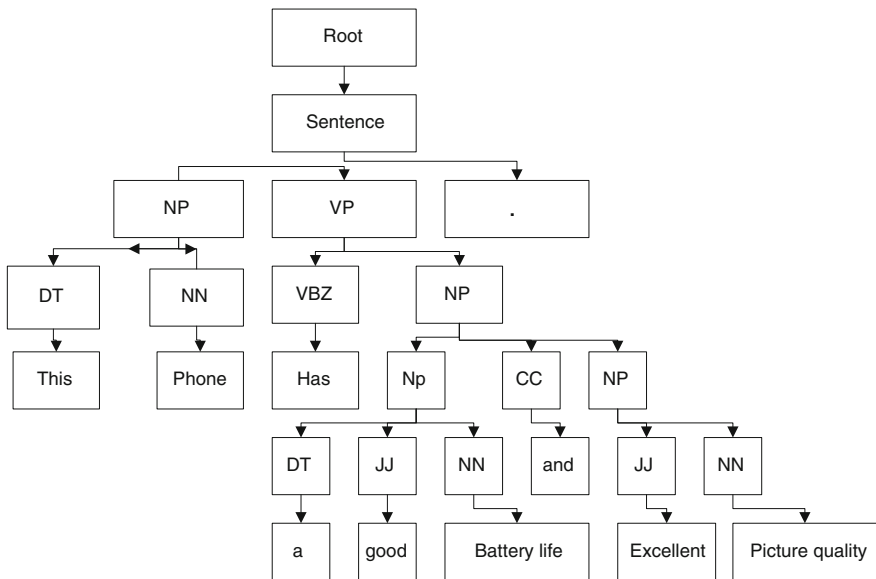 Root
Sentence
NP VP .
DT NN VBZ NP
This Phone Has Np CC NP
DT JJ NN and JJ NN
a good Battery life Excellent Picture quality